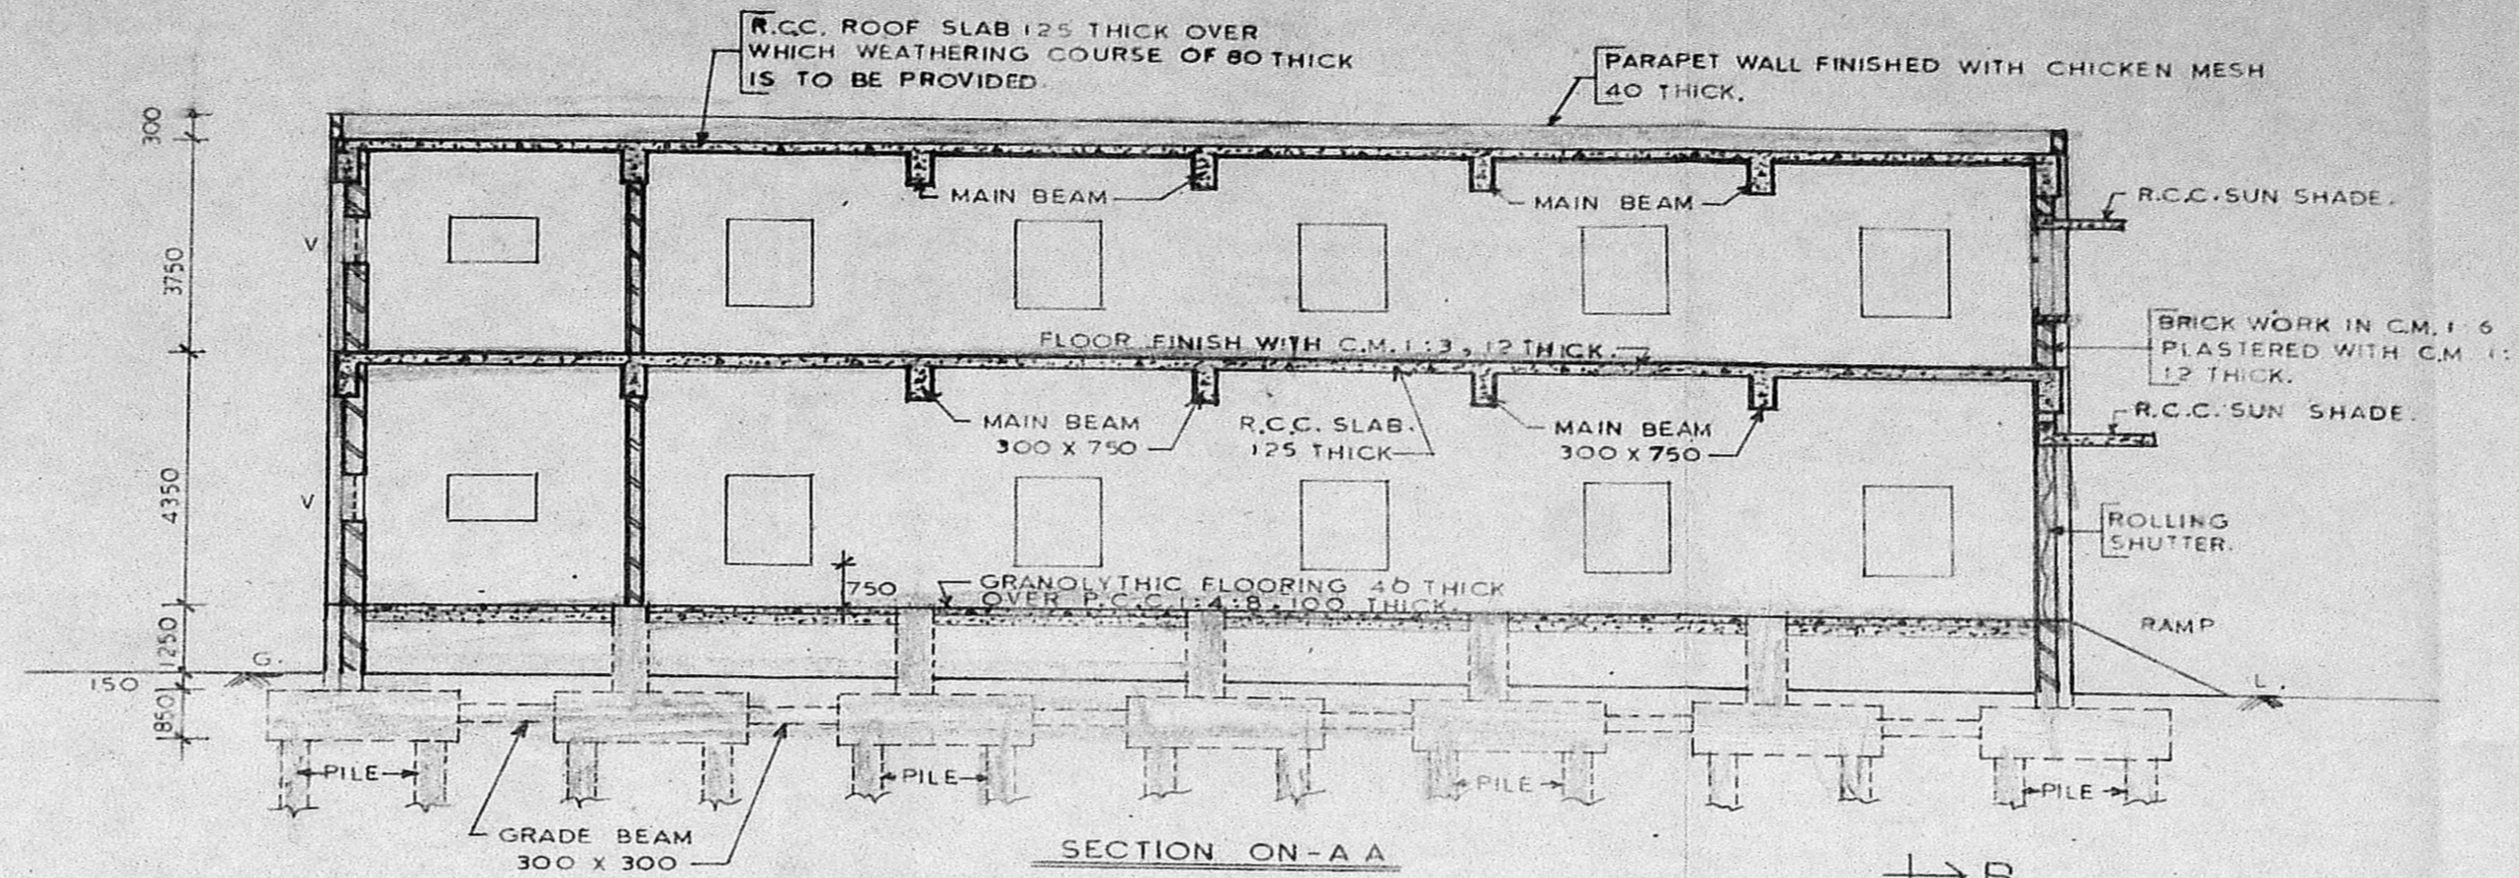 R.C.C. ROOF SLAB 125 THICK OVER
WHICH WEATHERING COURSE OF 80 THICK
IS TO BE PROVIDED.
PARAPET WALL FINISHED WITH CHICKEN MESH
40 THICK.
300
MAIN BEAM
MAIN BEAM
R.C.C. SUN SHADE.
V
3750
FLOOR FINISH WITH C.M. 1:3, 12 THICK.
BRICK WORK IN C.M. 1:6
PLASTERED WITH C.M 1:
12 THICK.
MAIN BEAM
300 X 750
R.C.C. SLAB.
125 THICK
MAIN BEAM
300 X 750
R.C.C. SUN SHADE.
V
4350
ROLLING
SHUTTER.
750
GRANOLYTHIC FLOORING 40 THICK
OVER P.C.C 1:4:8, 100 THICK.
1250
RAMP
G.
L.
150
850
PILE
PILE
PILE
PILE
GRADE BEAM
300 X 300
SECTION ON-A A
B